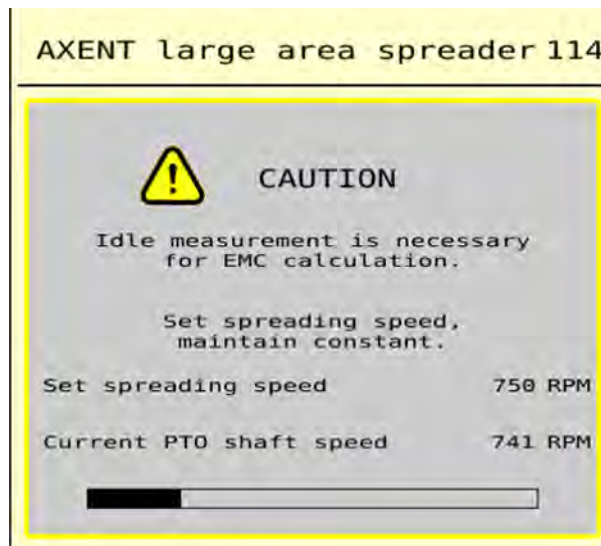 AXENT large area spreader 114
CAUTION
Idle measurement is necessary
for EMC calculation.
Set spreading speed,
maintain constant.
Set spreading speed 750 RPM
Current PTO shaft speed 741 RPM